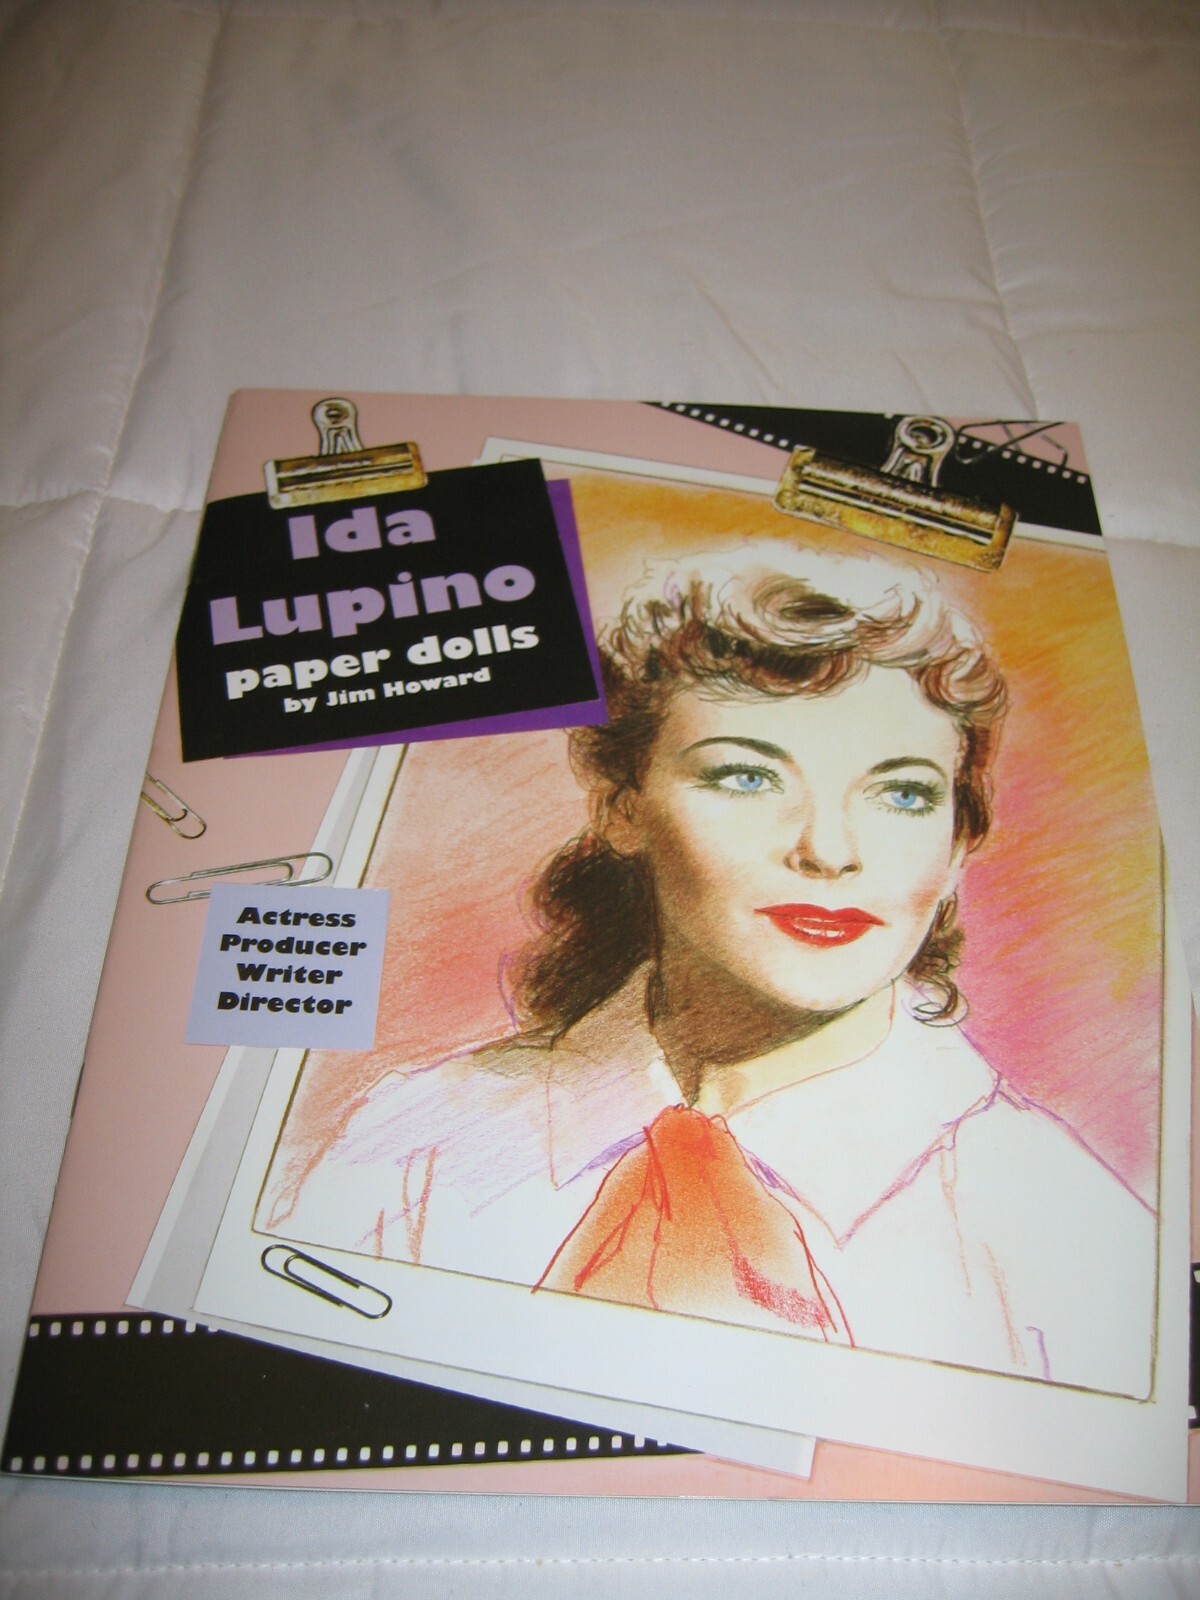 Ida
Lupino
paper dolls
by Jim Howard
Actress
Producer
Writer
Director